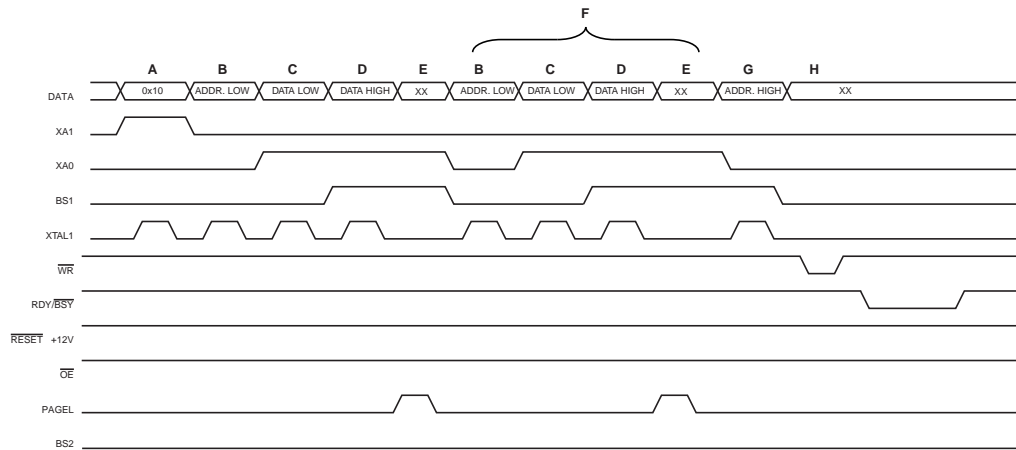 F
A B C D E B C D E G H
DATA 0x10 ADDR. LOW DATA LOW DATA HIGH XX ADDR. LOW DATA LOW DATA HIGH XX ADDR. HIGH XX
XA1
XA0
BS1
XTAL1
WR
RDY/BSY
RESET +12V
OE
PAGEL
BS2